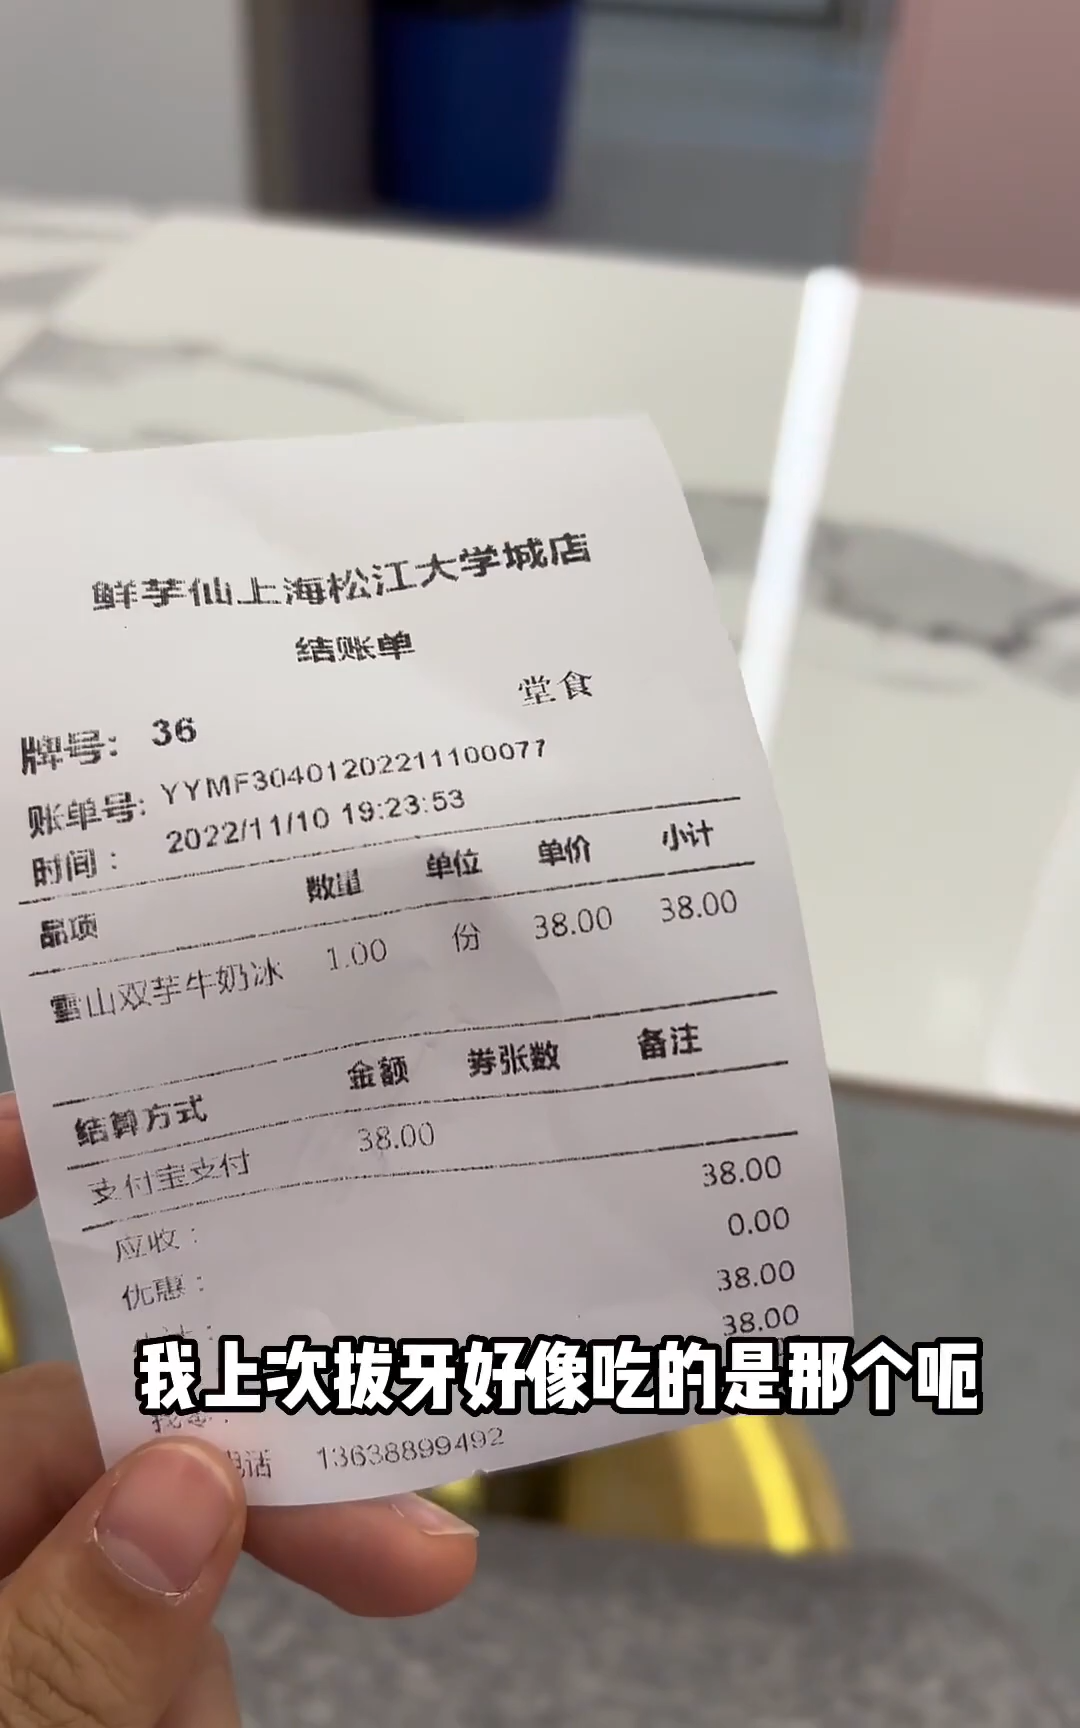 鲜芋仙上海松江大学城店
结账单
堂食
牌号: 36
账单号: YYMF30401202211100077
时间: 2022/11/10 19:23:53
品项 数量 单位 单价 小计
雪山双芋牛奶冰 1.00 份 38.00 38.00
结算方式 金额 券张数 备注
支付宝支付 38.00
应收: 38.00
优惠: 0.00
38.00
38.00
我上次拔牙好像吃的是那个呃
电话 13638899492